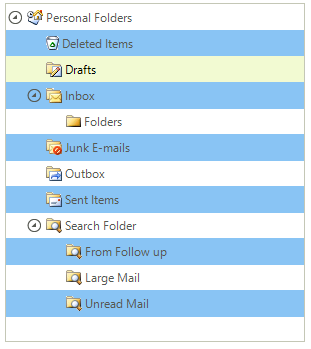 Personal Folders
Deleted Items
Drafts
Inbox
Folders
Junk E-mails
Outbox
Sent Items
Search Folder
From Follow up
Large Mail
Unread Mail